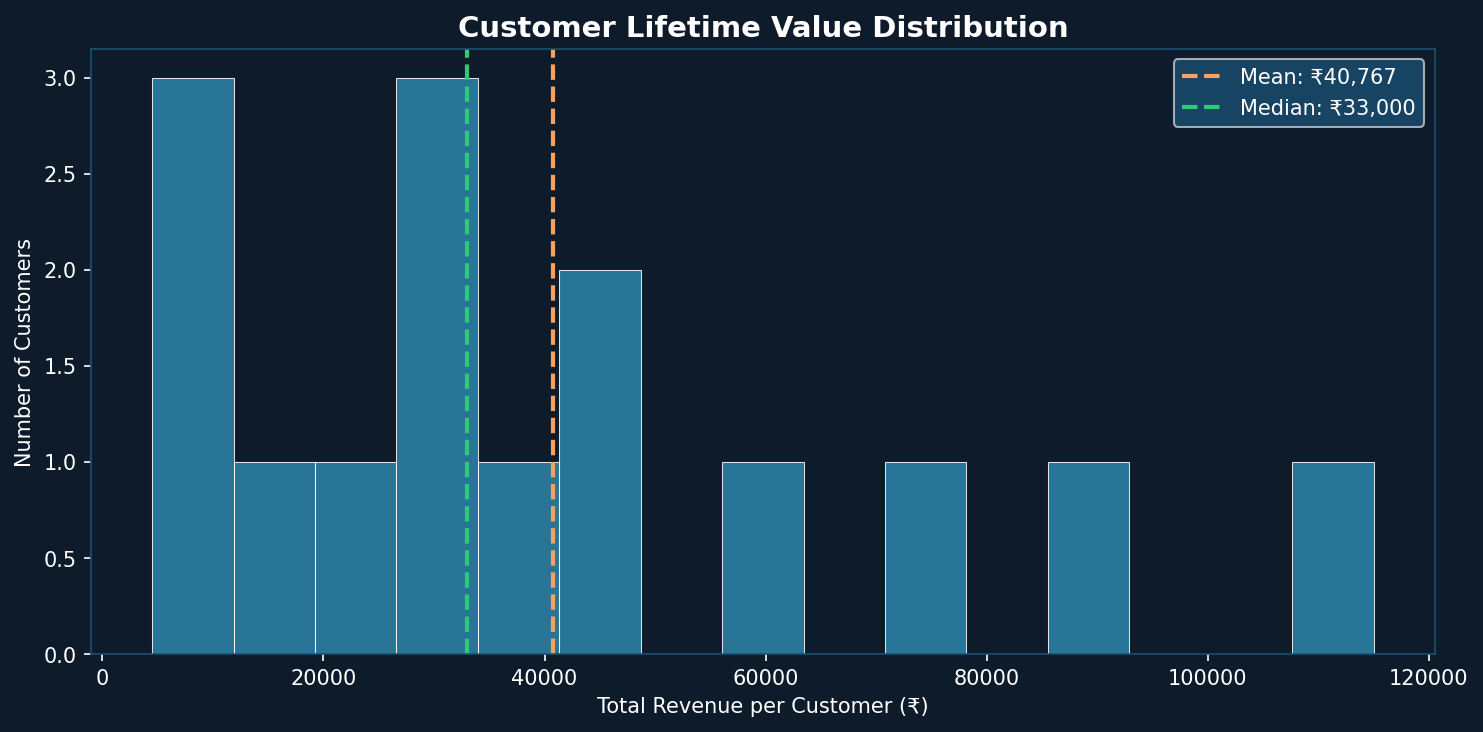 Customer Lifetime Value Distribution
Mean: ₹40,767
Median: ₹33,000
Number of Customers
3.0
2.5
2.0
1.5
1.0
0.5
0.0
0 20000 40000 60000 80000 100000 120000
Total Revenue per Customer (₹)